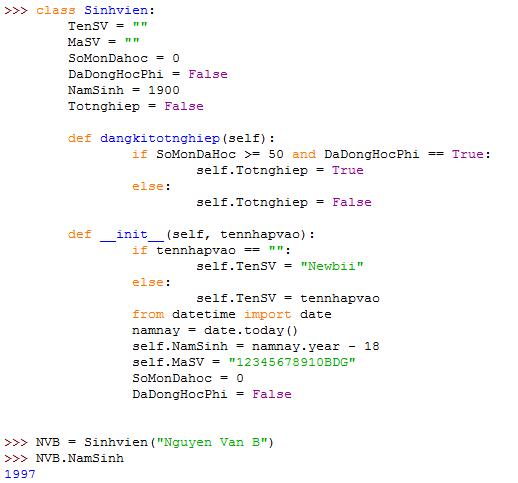 >>> class Sinhvien:
        TenSV = ""
        MaSV = ""
        SoMonDahoc = 0
        DaDongHocPhi = False
        NamSinh = 1900
        Totnghiep = False

        def dangkitotnghiep(self):
                if SoMonDaHoc >= 50 and DaDongHocPhi == True:
                        self.Totnghiep = True
                else:
                        self.Totnghiep = False

        def __init__(self, tennhapvao):
                if tennhapvao == "":
                        self.TenSV = "Newbii"
                else:
                        self.TenSV = tennhapvao
                from datetime import date
                namnay = date.today()
                self.NamSinh = namnay.year - 18
                self.MaSV = "12345678910BDG"
                SoMonDahoc = 0
                DaDongHocPhi = False

>>> NVB = Sinhvien("Nguyen Van B")
>>> NVB.NamSinh
1997